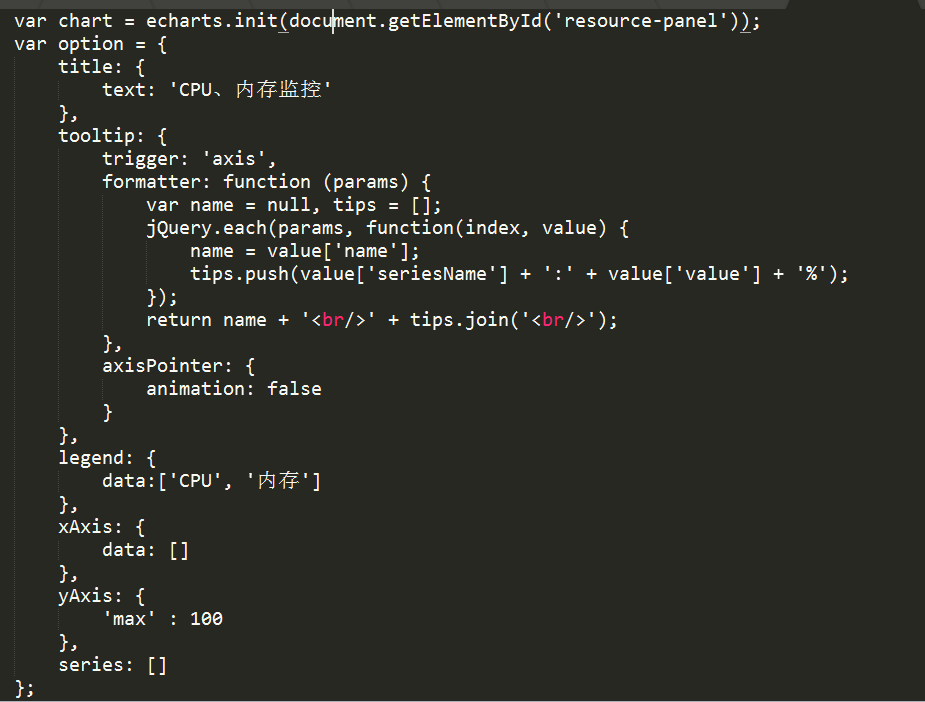 var chart = echarts.init(document.getElementById('resource-panel'));
var option = {
    title: {
        text: 'CPU、内存监控'
    },
    tooltip: {
        trigger: 'axis',
        formatter: function (params) {
            var name = null, tips = [];
            jQuery.each(params, function(index, value) {
                name = value['name'];
                tips.push(value['seriesName'] + ':' + value['value'] + '%');
            });
            return name + '<br/>' + tips.join('<br/>');
        },
        axisPointer: {
            animation: false
        }
    },
    legend: {
        data:['CPU', '内存']
    },
    xAxis: {
        data: []
    },
    yAxis: {
        'max' : 100
    },
    series: []
};